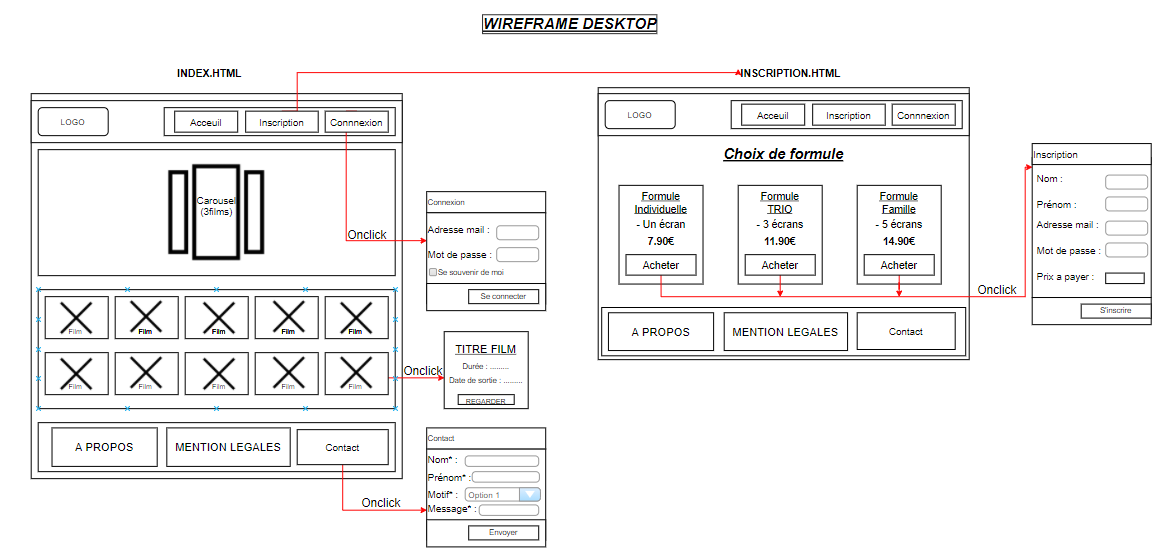 WIREFRAME DESKTOP
INDEX.HTML
LOGO
Acceuil
Inscription
Connnexion
Carousel
(3films)
Onclick
Film
Film
Film
Film
Film
Film
Film
Film
Film
Film
Onclick
A PROPOS
MENTION LEGALES
Contact
Onclick
Connexion
Adresse mail :
Mot de passe :
Se souvenir de moi
Se connecter
TITRE FILM
Durée : .........
Date de sortie : .........
REGARDER
Contact
Nom* :
Prénom* :
Motif* :
Option 1
Message* :
Envoyer
INSCRIPTION.HTML
LOGO
Acceuil
Inscription
Connnexion
Choix de formule
Formule
Individuelle
- Un écran
7.90€
Acheter
Formule
TRIO
- 3 écrans
11.90€
Acheter
Formule
Famille
- 5 écrans
14.90€
Acheter
Onclick
A PROPOS
MENTION LEGALES
Contact
Inscription
Nom :
Prénom :
Adresse mail :
Mot de passe :
Prix a payer :
S'inscrire